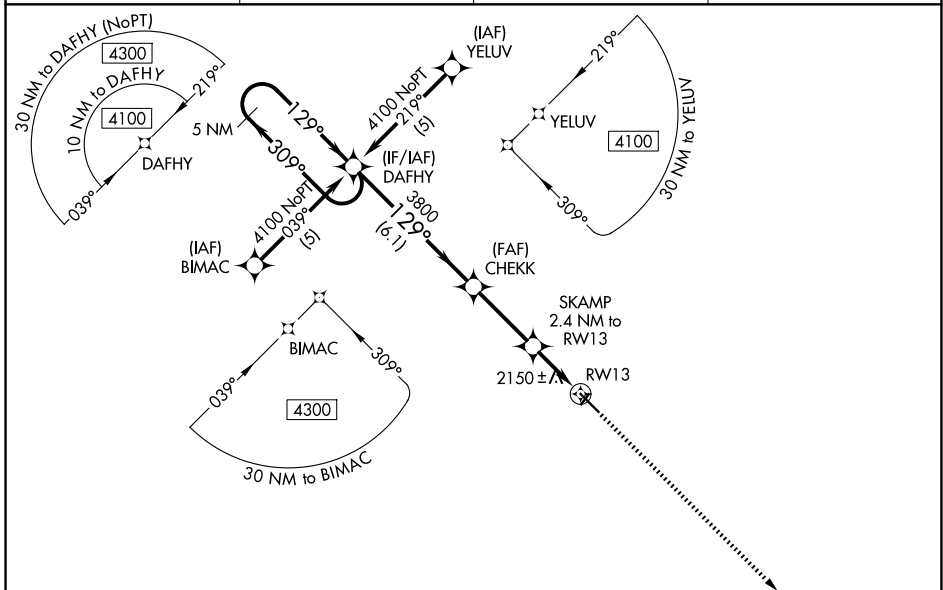 30 NM to DAFHY (NoPT)
4300
10 NM to DAFHY
4100
219°
DAFHY
039°
(IAF)
YELUV
4100 NoPT
219°
(5)
5 NM
129°
309°
(IF/IAF)
DAFHY
4100 NoPT
039°
(5)
(IAF)
BIMAC
3800
129°
(6.1)
(FAF)
CHEKK
SKAMP
2.4 NM to
RW13
2150 ±
RW13
219°
YELUV
4100
309°
30 NM to YELUV
BIMAC
039°
309°
4300
30 NM to BIMAC